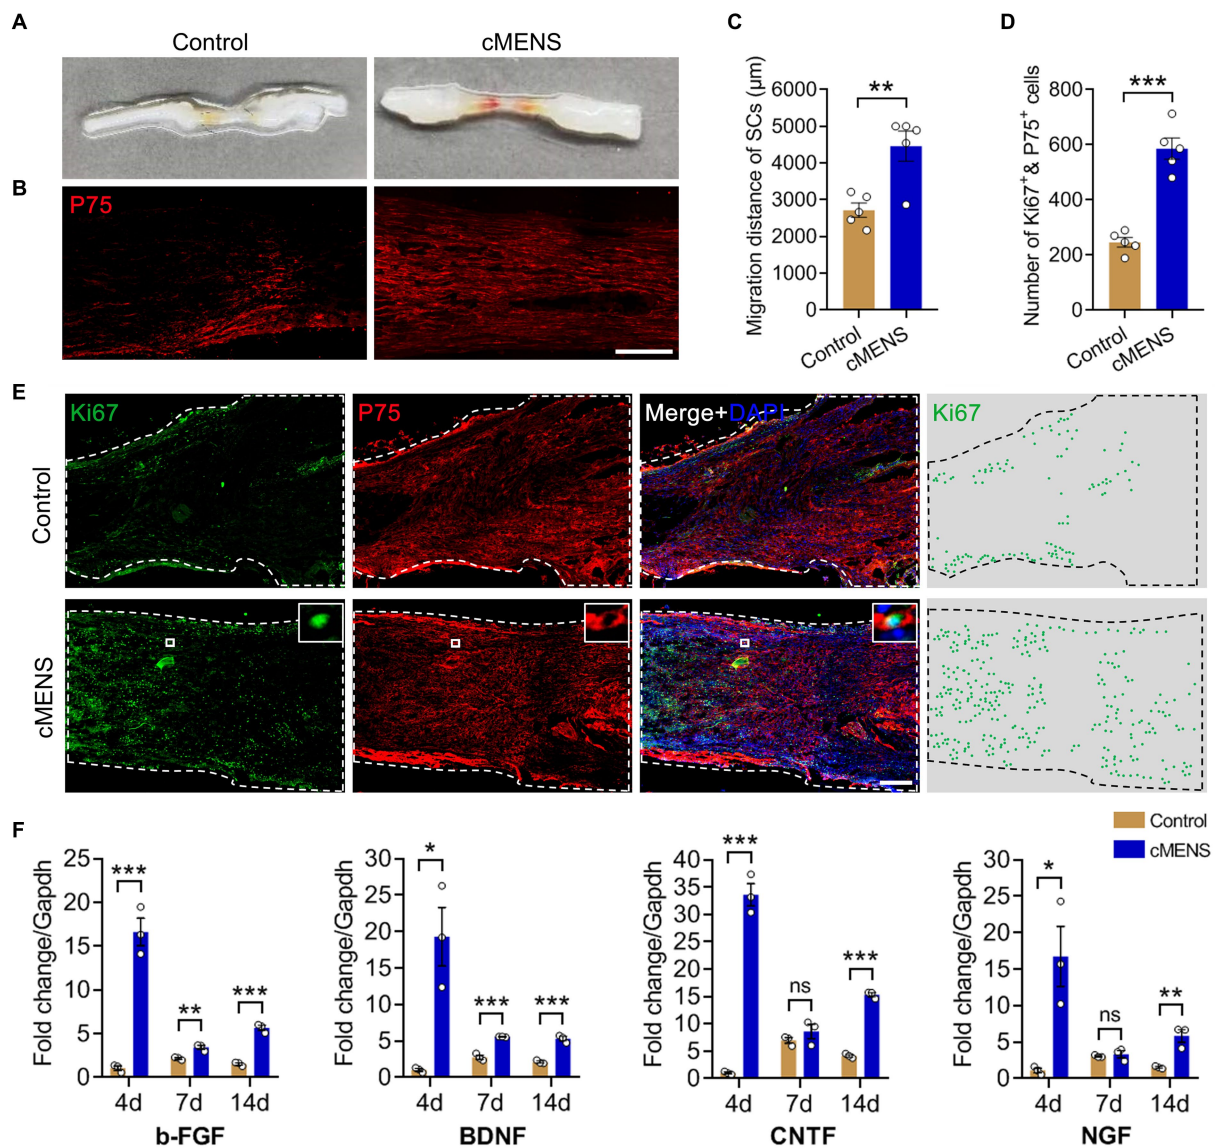 A
Control
cMENS
B
P75
C
Migration distance of SCs (μm)
6000
5000
4000
3000
2000
1000
0
**
Control
cMENS
D
Number of Ki67+& P75+ cells
800
600
400
200
0
***
Control
cMENS
E
Ki67
P75
Merge+DAPI
Ki67
Control
cMENS
F
Control
cMENS
Fold change/Gapdh
25
20
15
10
5
0
***
**
***
4d
7d
14d
b-FGF
Fold change/Gapdh
30
25
20
15
10
5
0
*
***
***
4d
7d
14d
BDNF
Fold change/Gapdh
40
35
30
25
20
15
10
5
0
***
ns
***
4d
7d
14d
CNTF
Fold change/Gapdh
30
25
20
15
10
5
0
*
ns
**
4d
7d
14d
NGF